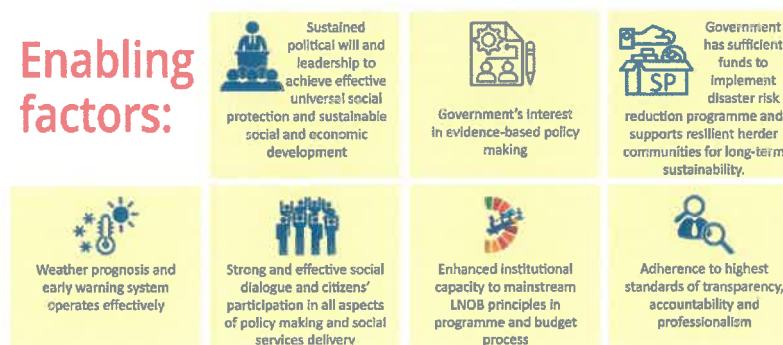 Enabling
factors:
Sustained
political will and
leadership to
achieve effective
universal social
protection and sustainable
social and economic
development
Government's interest
in evidence-based policy
making
Government
has sufficient
funds to
implement
disaster risk
reduction programme and
supports resilient herder
communities for long-term
sustainability.
SP
Weather prognosis and
early warning system
operates effectively
Strong and effective social
dialogue and citizens'
participation in all aspects
of policy making and social
services delivery
Enhanced institutional
capacity to mainstream
LNOB principles in
programme and budget
process
Adherence to highest
standards of transparency,
accountability and
professionalism